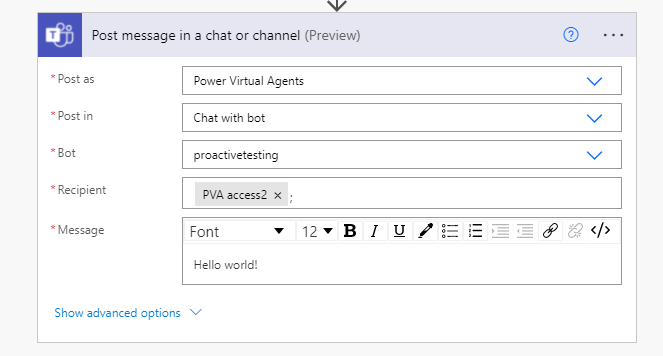 Post message in a chat or channel (Preview)
* Post as
Power Virtual Agents
* Post in
Chat with bot
* Bot
proactivetesting
* Recipient
PVA access2 × ;
* Message
Font 12 B I U </>
Hello world!
Show advanced options